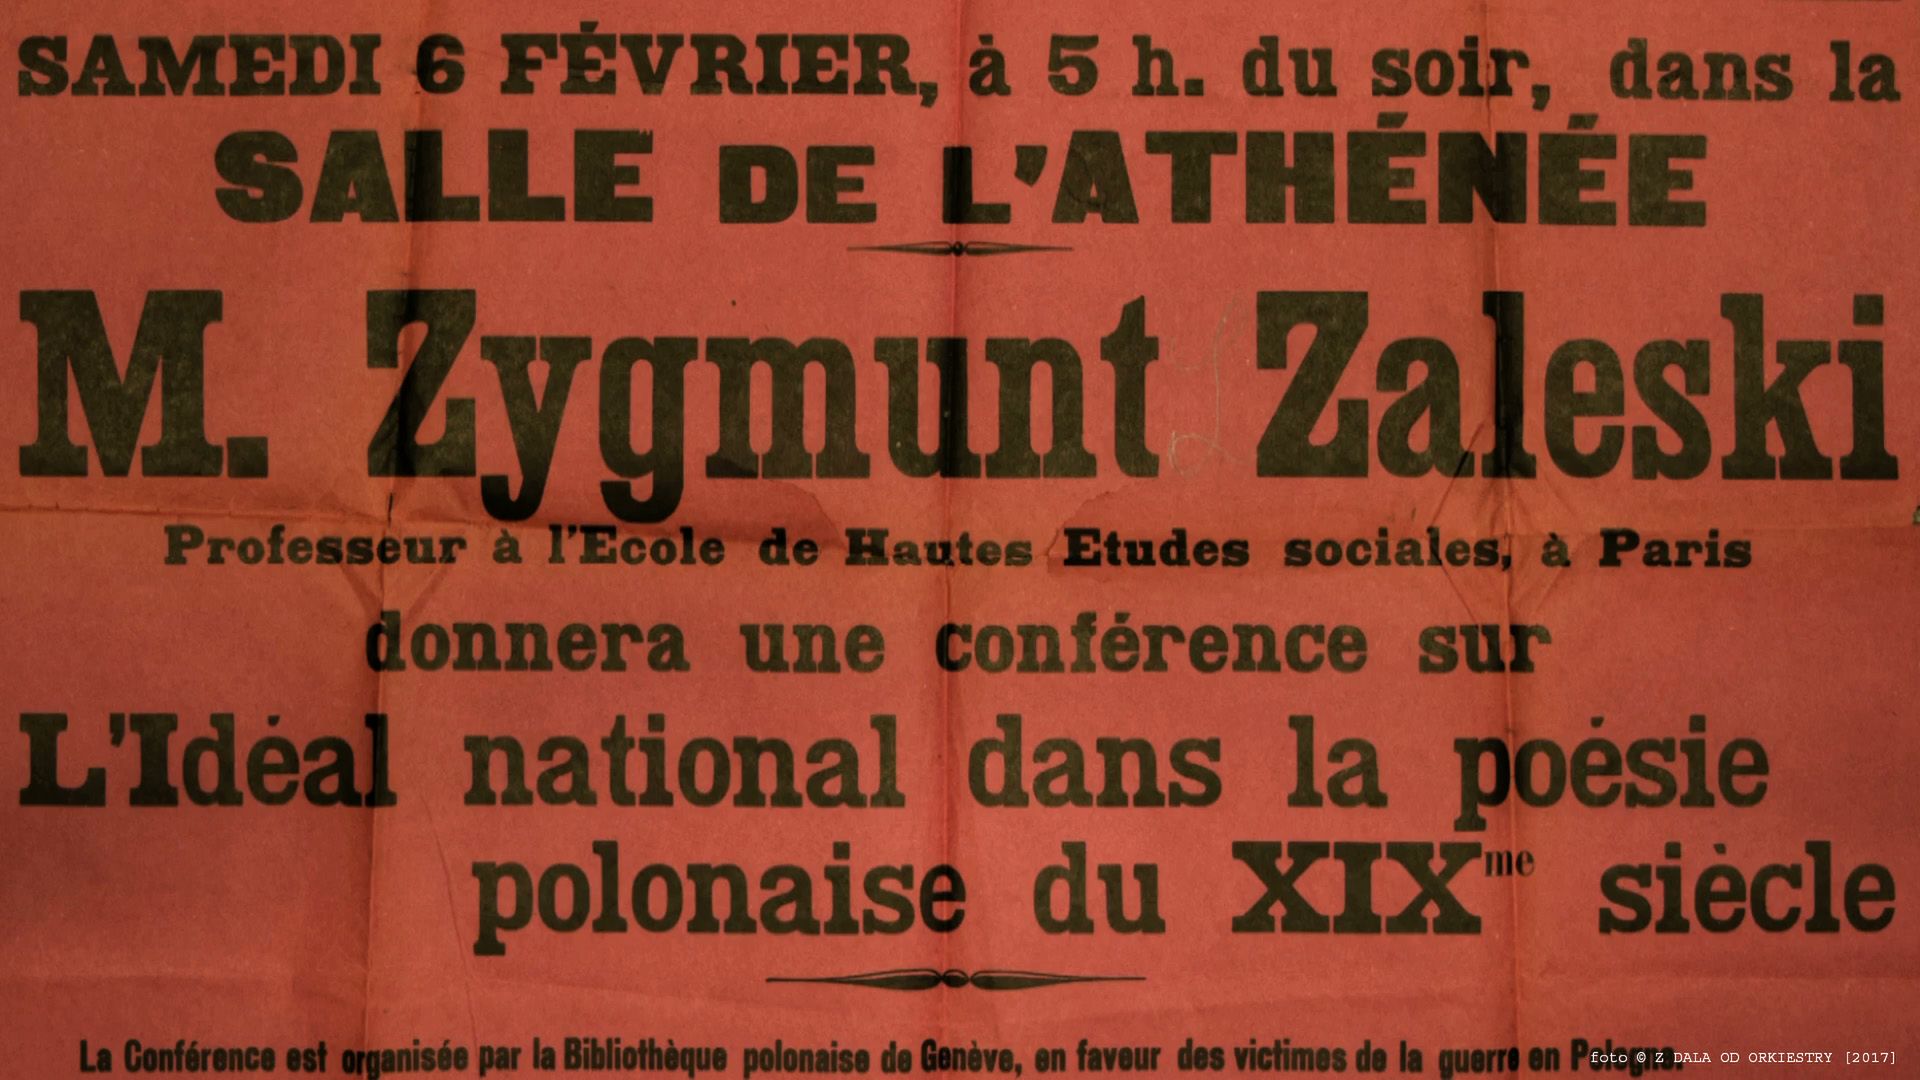 SAMEDI 6 FÉVRIER, à 5 h. du soir, dans la
SALLE DE L'ATHÉNÉE
M. Zygmunt Zaleski
Professeur à l'Ecole de Hautes Etudes sociales, à Paris
donnera une conférence sur
L'Idéal national dans la poésie
polonaise du XIXme siècle
La Conférence est organisée par la Bibliothèque polonaise de Genève, en faveur des victimes de la guerre en Pologne.
foto © Z DALA OD ORKIESTRY [2017]